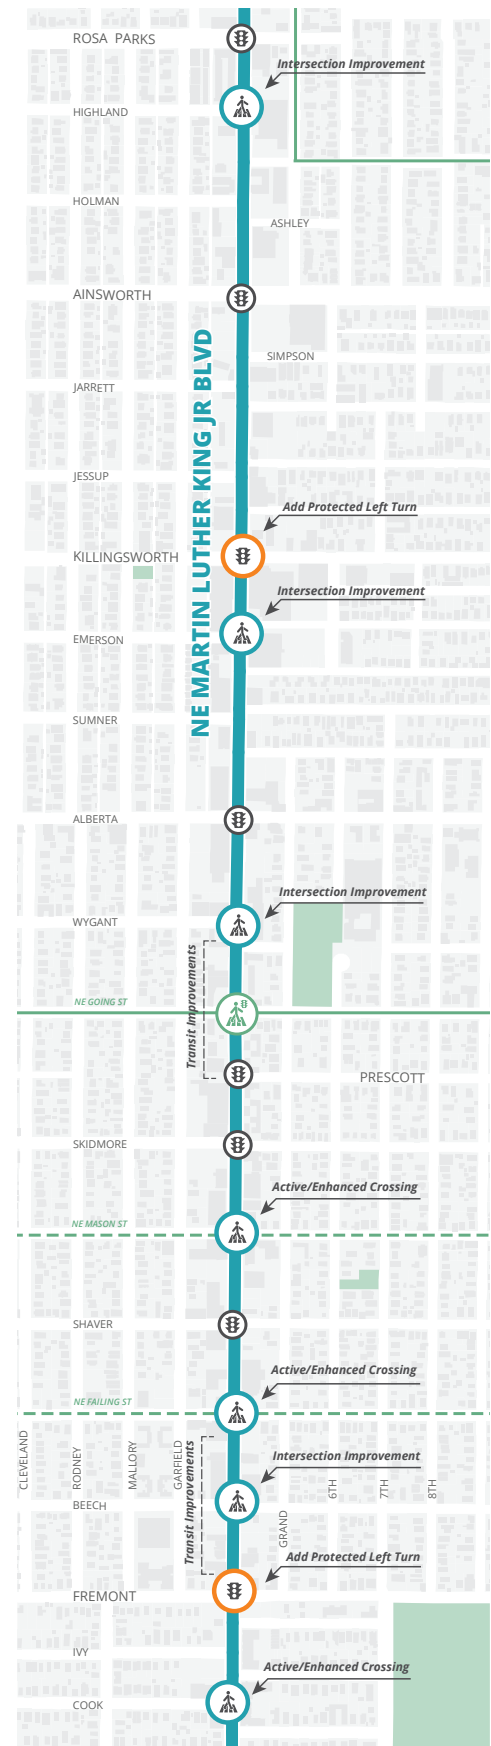 ROSA PARKS
Intersection Improvement
HIGHLAND
HOLMAN
ASHLEY
AINSWORTH
NE MARTIN LUTHER KING JR BLVD
SIMPSON
JARRETT
JESSUP
Add Protected Left Turn
KILLINGSWORTH
Intersection Improvement
EMERSON
SUMNER
ALBERTA
Intersection Improvement
WYGANT
Transit Improvements
NE GOING ST
PRESCOTT
SKIDMORE
Active/Enhanced Crossing
NE MASON ST
SHAVER
Active/Enhanced Crossing
NE FAILING ST
CLEVELAND
RODNEY
MALLORY
GARFIELD
Transit Improvements
Intersection Improvement
6TH
7TH
8TH
BEECH
GRAND
Add Protected Left Turn
FREMONT
IVY
Active/Enhanced Crossing
COOK